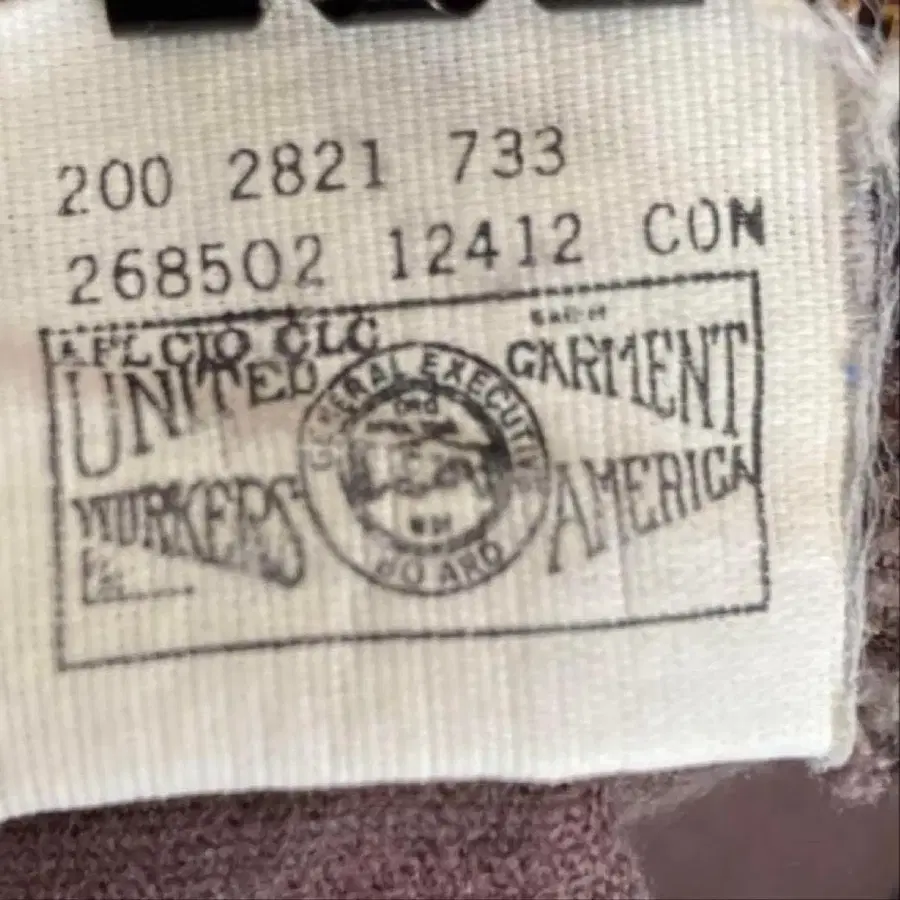 200 2821 733
268502 12412 CON
AFL CIO CLC
UNITED GARMENT
WORKERS AMERICA
GENERAL EXECUTIVE
BOARD